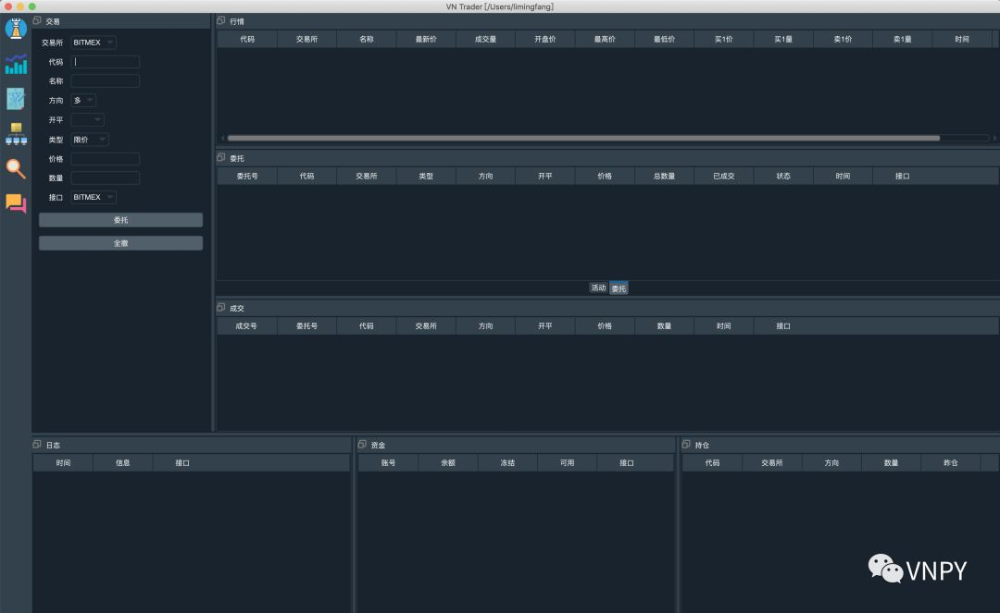 VN Trader [/Users/limingfang]
交易
交易所 BITMEX
代码
名称
方向 多
开平
类型 限价
价格
数量
接口 BITMEX
委托
全撤
行情
代码 交易所 名称 最新价 成交量 开盘价 最高价 最低价 买1价 买1量 卖1价 卖1量 时间
委托
委托号 代码 交易所 类型 方向 开平 价格 总数量 已成交 状态 时间 接口
活动 委托
成交
成交号 委托号 代码 交易所 方向 开平 价格 数量 时间 接口
日志
时间 信息 接口
资金
账号 余额 冻结 可用 接口
持仓
代码 交易所 方向 数量 昨仓
VNPY